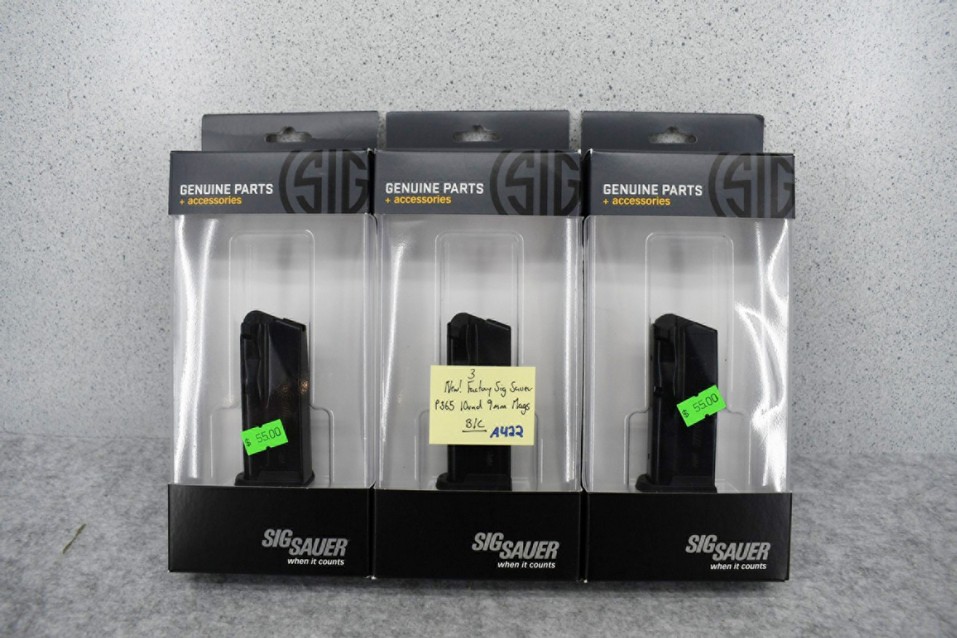 GENUINE PARTS
+ accessories
SIG
GENUINE PARTS
+ accessories
SIG
GENUINE PARTS
+ accessories
SIG
$ 55.00
3
New! Factory Sig Sauer
P365 10rnd 9mm Mags
B/C
A422
$ 55.00
SIG SAUER
when it counts
SIG SAUER
when it counts
SIG SAUER
when it counts